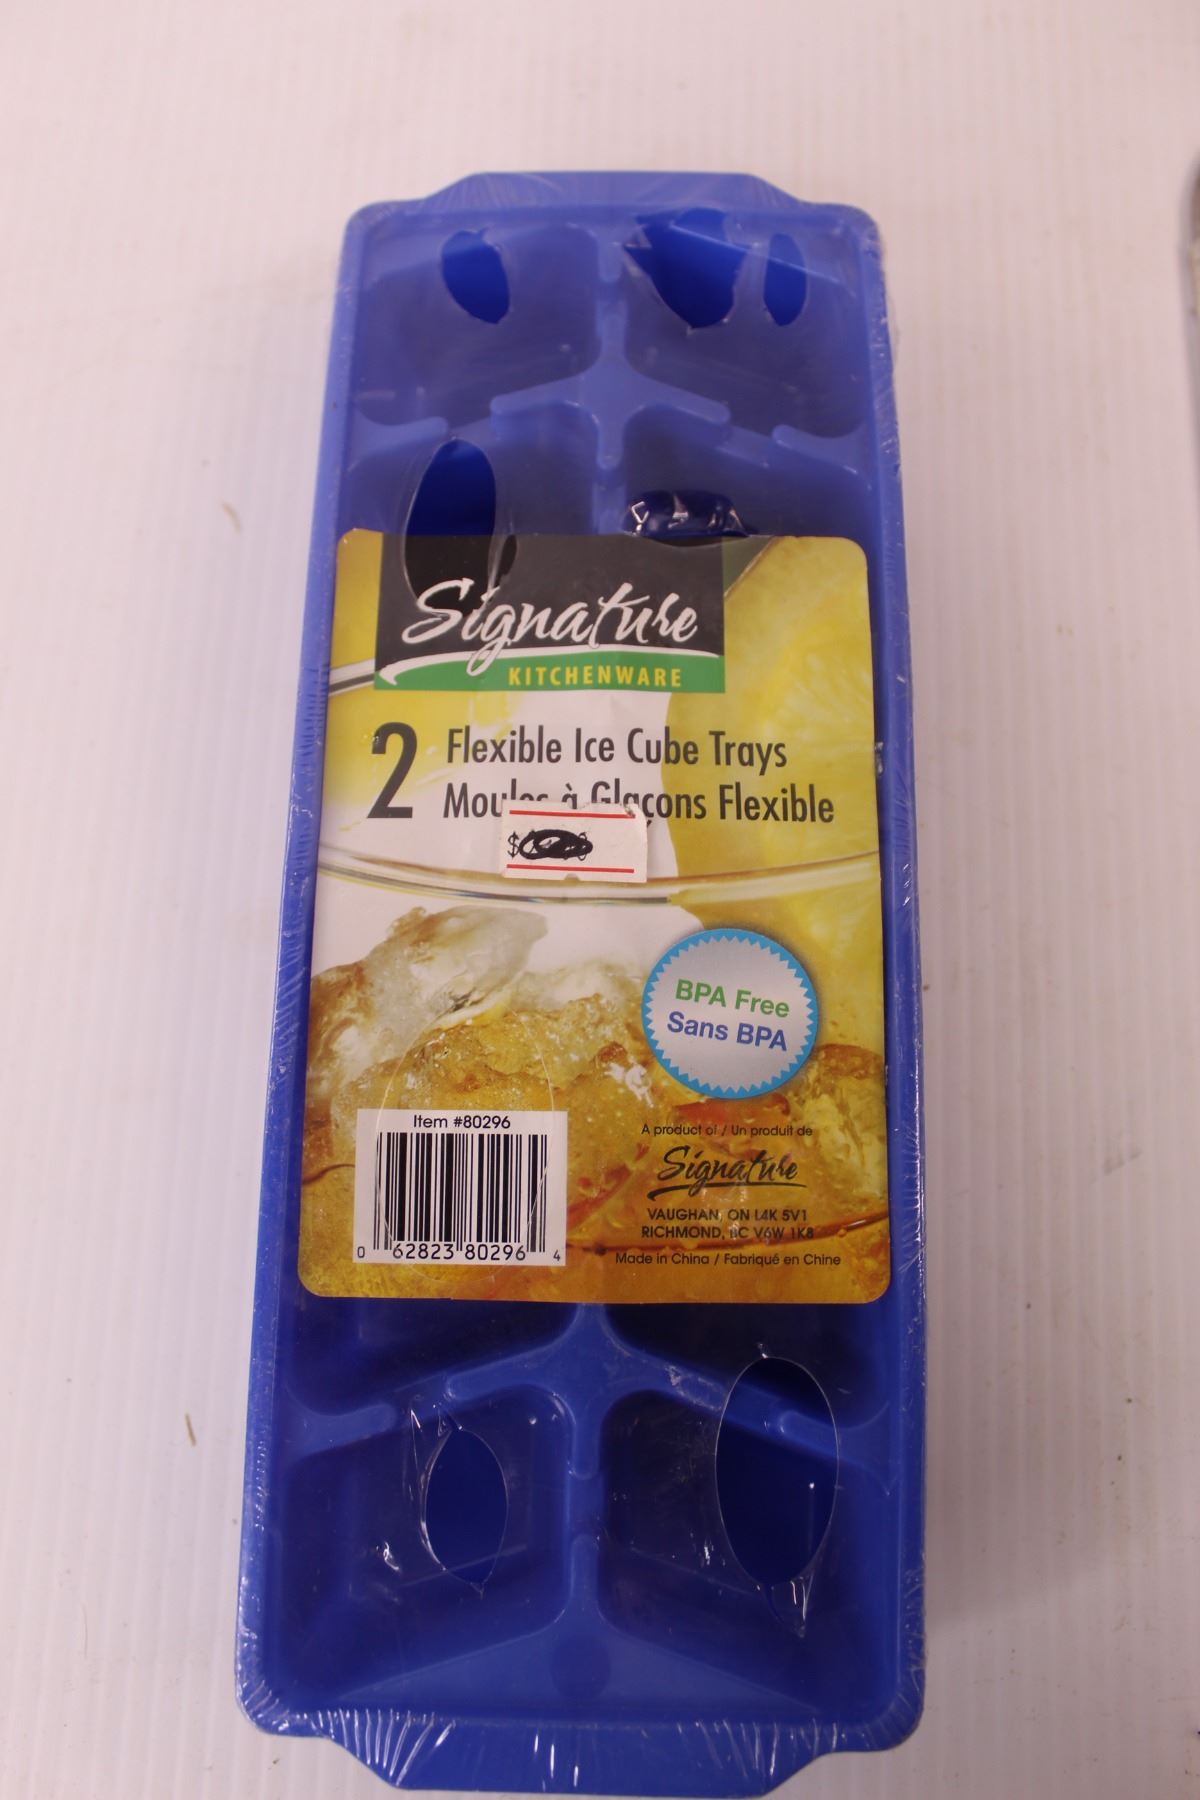 Signature
KITCHENWARE
2 Flexible Ice Cube Trays
Moules à Glaçons Flexible
$
BPA Free
Sans BPA
Item #80296
0 62823 80296 4
A product of / Un produit de
Signature
VAUGHAN, ON L4K 5V1
RICHMOND, BC V6W 1K8
Made in China / Fabriqué en Chine